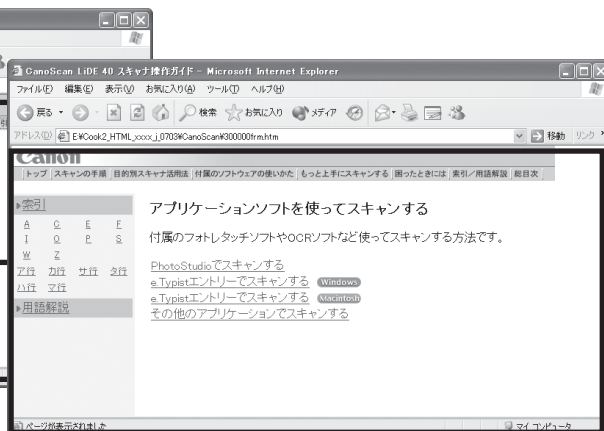 CanoScan LiDE 40 スキャナ操作ガイド - Microsoft Internet Explorer
ファイル(F) 編集(E) 表示(V) お気に入り(A) ツール(T) ヘルプ(H)
戻る 検索 お気に入り メディア
アドレス(D) E:¥Cook2_HTML_xxxx_j_0703¥CanoScan¥300000frm.htm 移動 リンク
Canon
トップ スキャンの手順 目的別スキャナ活用法 付属のソフトウェアの使いかた もっと上手にスキャンする 困ったときには 索引/用語解説 総目次
索引
A C E F
I O P S
W Z
ア行 カ行 サ行 タ行
ハ行 マ行
用語解説
アプリケーションソフトを使ってスキャンする
付属のフォトレタッチソフトやOCRソフトなど使ってスキャンする方法です。
PhotoStudioでスキャンする
e.Typistエントリーでスキャンする Windows
e.Typistエントリーでスキャンする Macintosh
その他のアプリケーションでスキャンする
ページが表示されました マイ コンピュータ